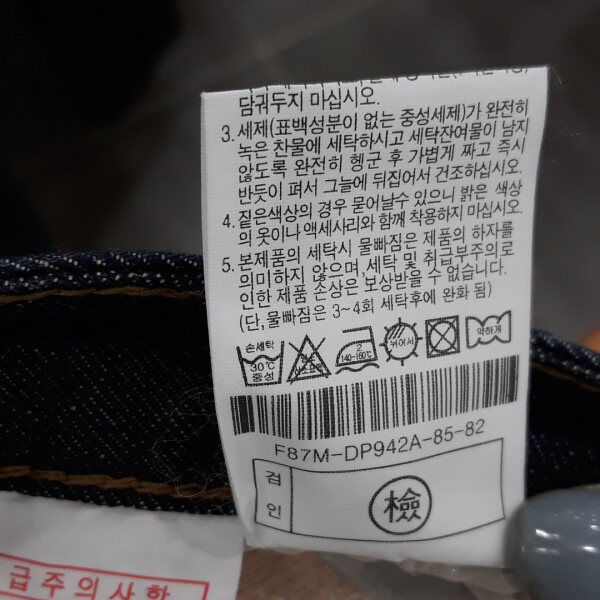 담궈두지 마십시오.
3. 세제(표백성분이 없는 중성세제)가 완전히
녹은 찬물에 세탁하시고 세탁잔여물이 남지
않도록 완전히 헹군 후 가볍게 짜고 즉시
반듯이 펴서 그늘에 뒤집어서 건조하십시오.
4. 짙은색상의 경우 묻어날수 있으니 밝은 색상
의 옷이나 액세사리와 함께 착용하지 마십시오.
5. 본제품의 세탁시 물빠짐은 제품의 하자를
의미하지 않으며, 세탁 및 취급부주의로
인한 제품 손상은 보상받을 수 없습니다.
(단, 물빠짐은 3~4회 세탁후에 완화 됨)
손세탁
30℃
중성
2
140~160℃
뉘어서
약하게
F87M-DP942A-85-82
검
인
檢
급주의사항